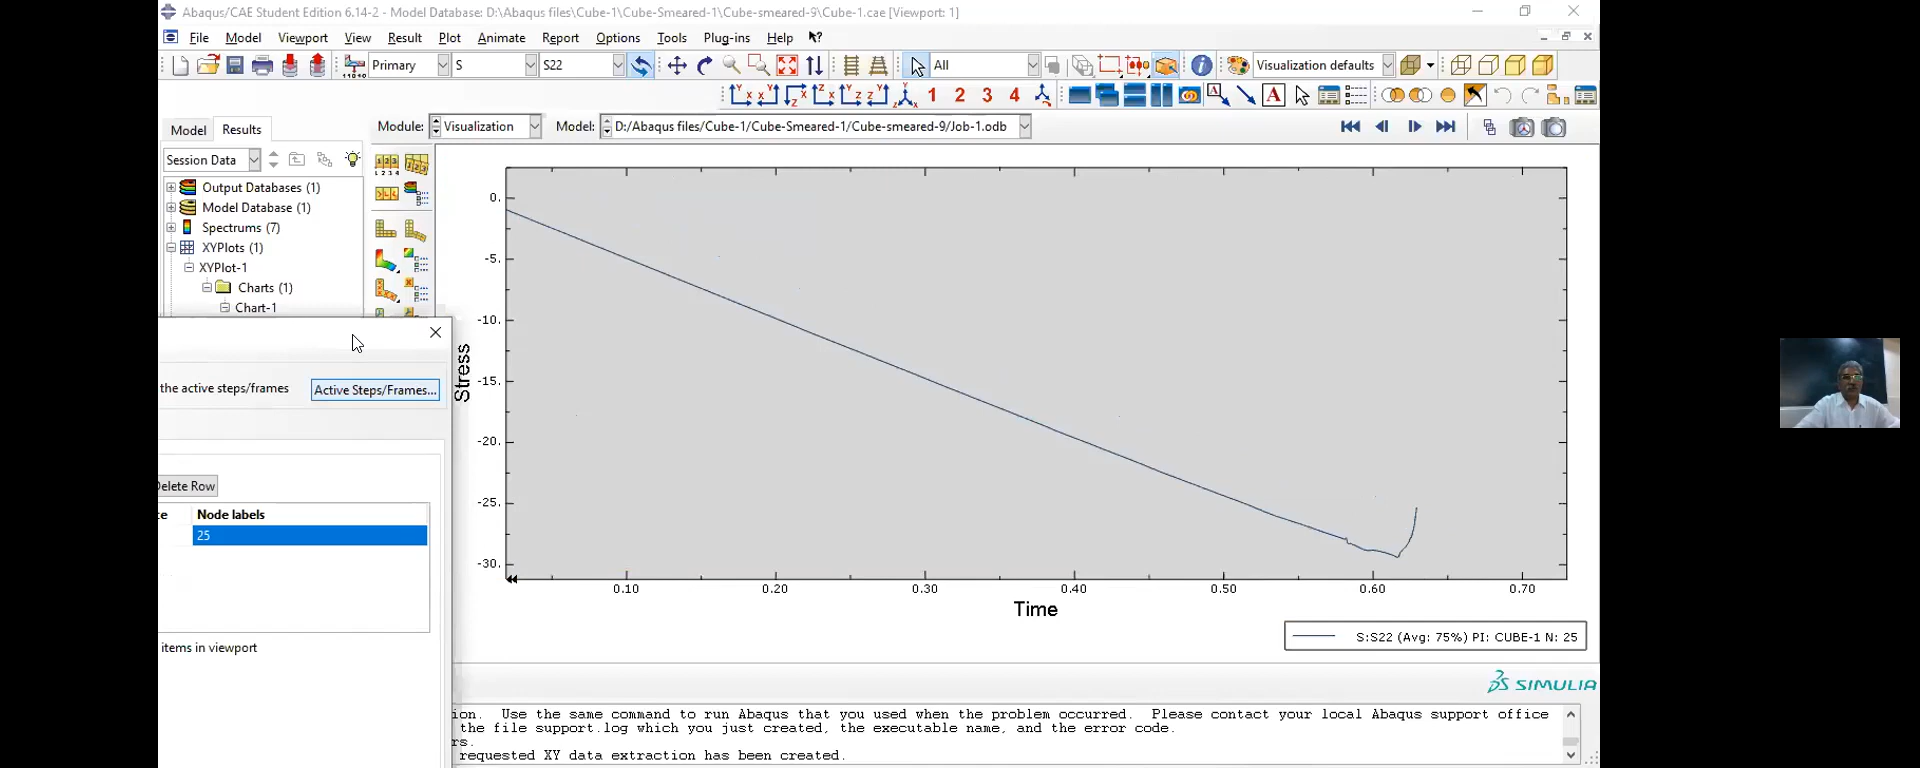 Abaqus/CAE Student Edition 6.14-2 - Model Database: D:\Abaqus files\Cube-1\Cube-Smeared-1\Cube-smeared-9\Cube-1.cae [Viewport: 1]
File Model Viewport View Result Plot Animate Report Options Tools Plug-ins Help
Primary S S22 All Visualization defaults
1 2 3 4
Model Results Module: Visualization Model: D:/Abaqus files/Cube-1/Cube-Smeared-1/Cube-smeared-9/Job-1.odb
Session Data
Output Databases (1)
Model Database (1)
Spectrums (7)
XYPlots (1)
XYPlot-1
Charts (1)
Chart-1
the active steps/frames Active Steps/Frames...
Delete Row
Node labels
25
items in viewport
0.
-5.
-10.
-15.
-20.
-25.
-30.
Stress
0.10 0.20 0.30 0.40 0.50 0.60 0.70
Time
S:S22 (Avg: 75%) PI: CUBE-1 N: 25
SIMULIA
ion. Use the same command to run Abaqus that you used when the problem occurred. Please contact your local Abaqus support office
the file support.log which you just created, the executable name, and the error code.
rs.
requested XY data extraction has been created.